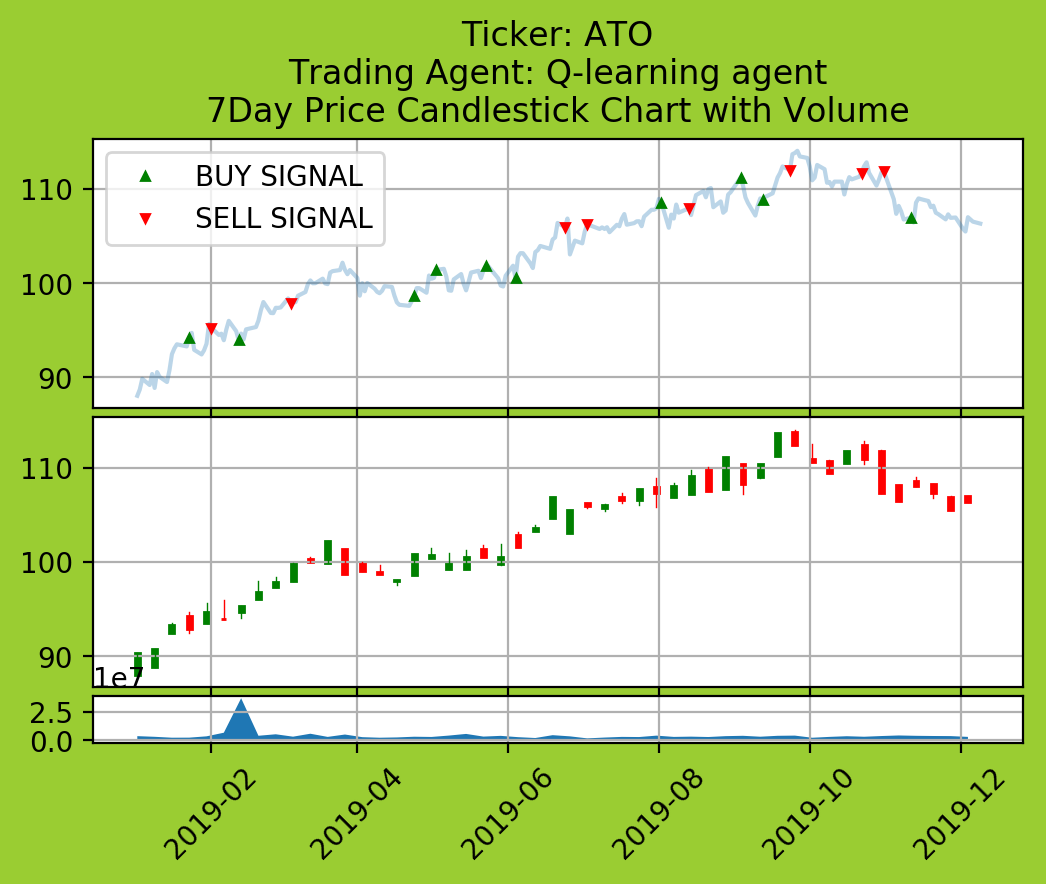 Ticker: ATO
Trading Agent: Q-learning agent
7Day Price Candlestick Chart with Volume
BUY SIGNAL
SELL SIGNAL
110
100
90
110
100
90
1e7
2.5
0.0
2019-02
2019-04
2019-06
2019-08
2019-10
2019-12